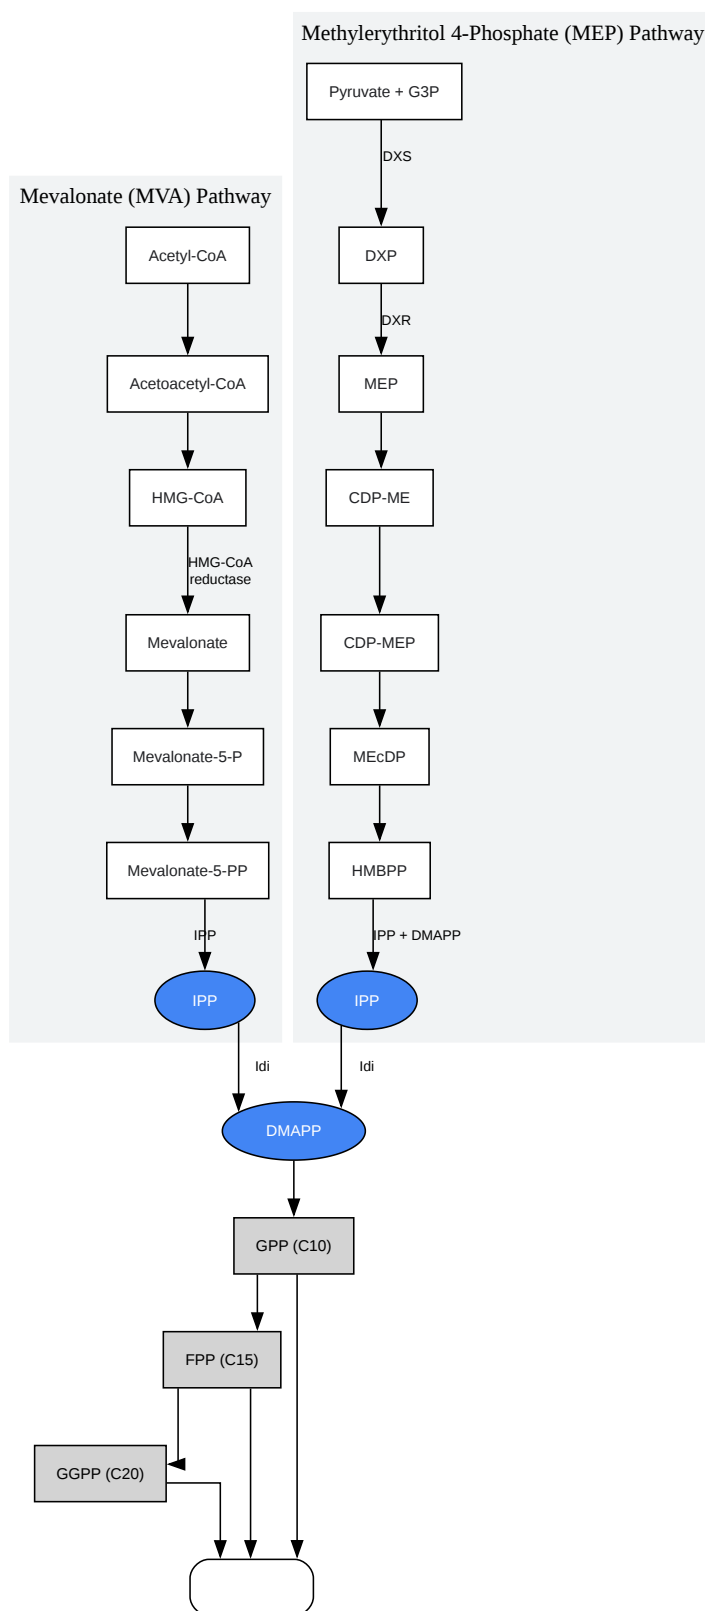 Methylerythritol 4-Phosphate (MEP) Pathway
Pyruvate + G3P
DXS
Mevalonate (MVA) Pathway
Acetyl-CoA
DXP
DXR
Acetoacetyl-CoA
MEP
HMG-CoA
CDP-ME
HMG-CoA
reductase
Mevalonate
CDP-MEP
Mevalonate-5-P
MEcDP
Mevalonate-5-PP
HMBPP
IPP
IPP + DMAPP
IPP
IPP
Idi
Idi
DMAPP
GPP (C10)
FPP (C15)
GGPP (C20)